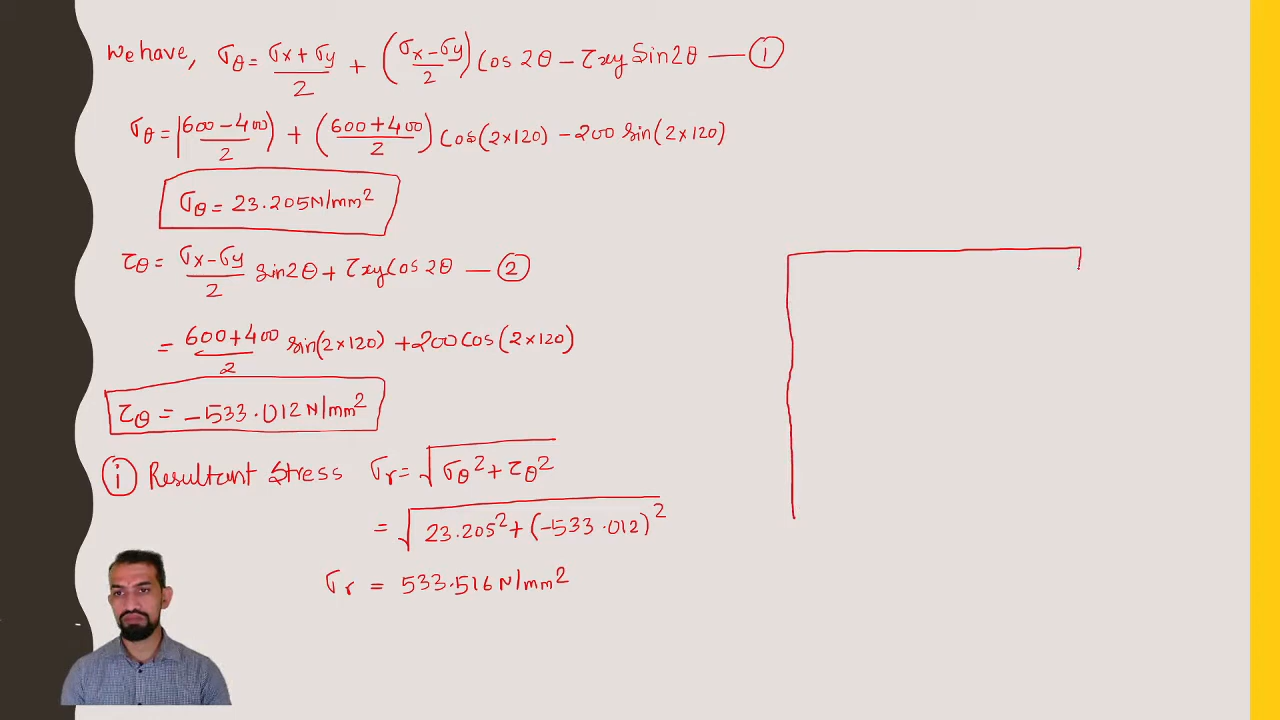 We have, σθ = σx + σy / 2 + (σx - σy / 2) Cos 2θ - τxy Sin 2θ — ①
σθ = (600 - 400 / 2) + (600 + 400 / 2) Cos(2×120) - 200 sin(2×120)
σθ = 23.205 N/mm²
τθ = σx - σy / 2 sin2θ + τxy Cos 2θ — ②
= 600 + 400 / 2 sin(2×120) + 200 Cos(2×120)
τθ = -533.012 N/mm²
ⓘ Resultant Stress σr = √σθ² + τθ²
= √23.205² + (-533.012)²
σr = 533.516 N/mm²